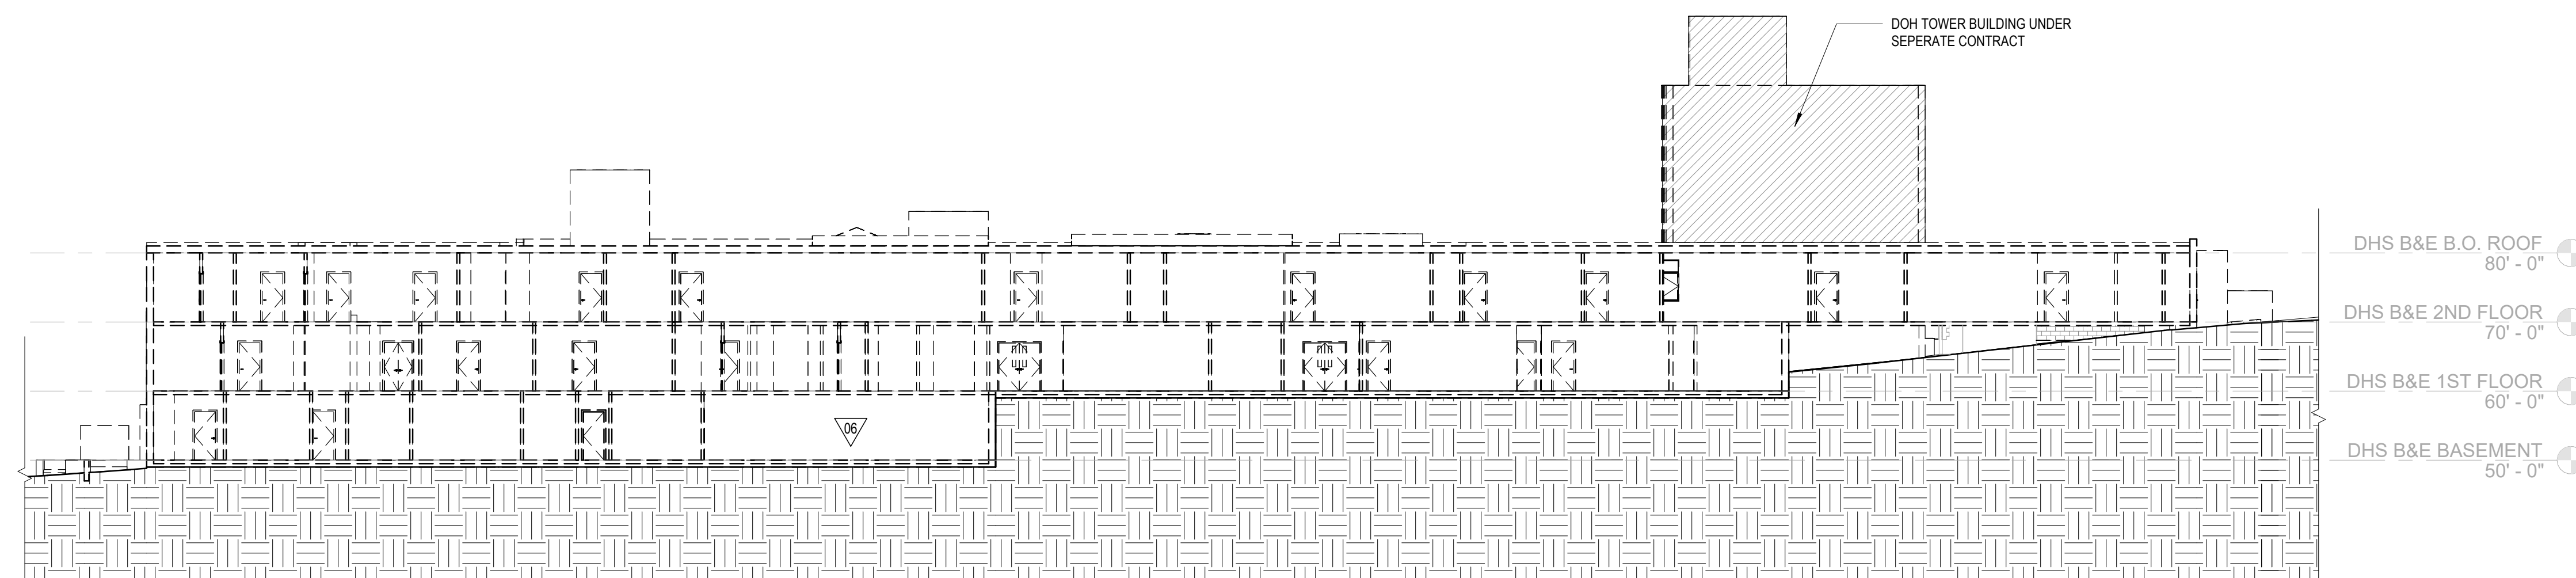 DOH TOWER BUILDING UNDER
SEPERATE CONTRACT
DHS B&E B.O. ROOF
80' - 0"
DHS B&E 2ND FLOOR
70' - 0"
DHS B&E 1ST FLOOR
60' - 0"
06
DHS B&E BASEMENT
50' - 0"